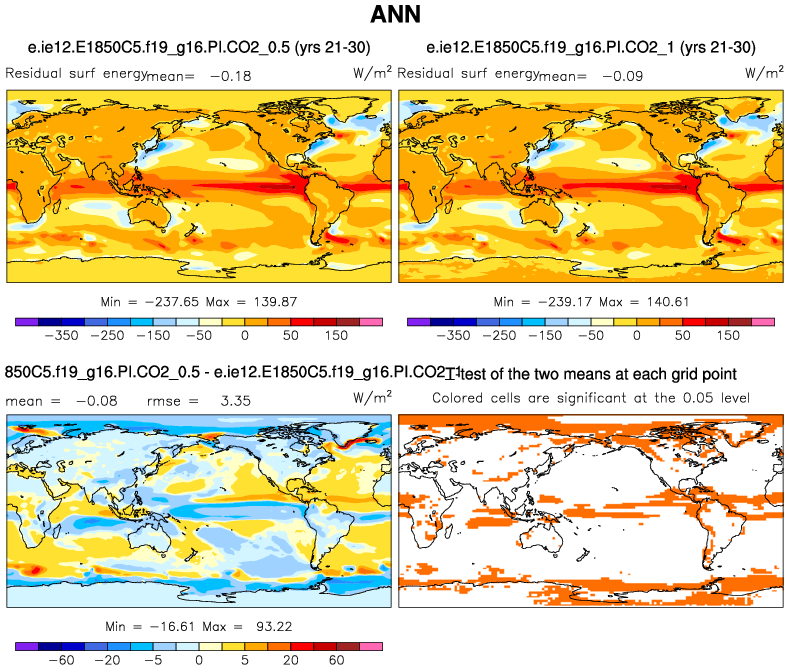 ANN
e.ie12.E1850C5.f19_g16.PI.CO2_0.5 (yrs 21-30)
Residual surf energy mean= −0.18 W/m²
Min = −237.65 Max = 139.87
−350 −250 −150 −50 0 50 150
e.ie12.E1850C5.f19_g16.PI.CO2_1 (yrs 21-30)
Residual surf energy mean= −0.09 W/m²
Min = −239.17 Max = 140.61
−350 −250 −150 −50 0 50 150
850C5.f19_g16.PI.CO2_0.5 - e.ie12.E1850C5.f19_g16.PI.CO2_1
mean = −0.08 rmse = 3.35 W/m²
Min = −16.61 Max = 93.22
−60 −20 −5 0 5 20 60
T-test of the two means at each grid point
Colored cells are significant at the 0.05 level